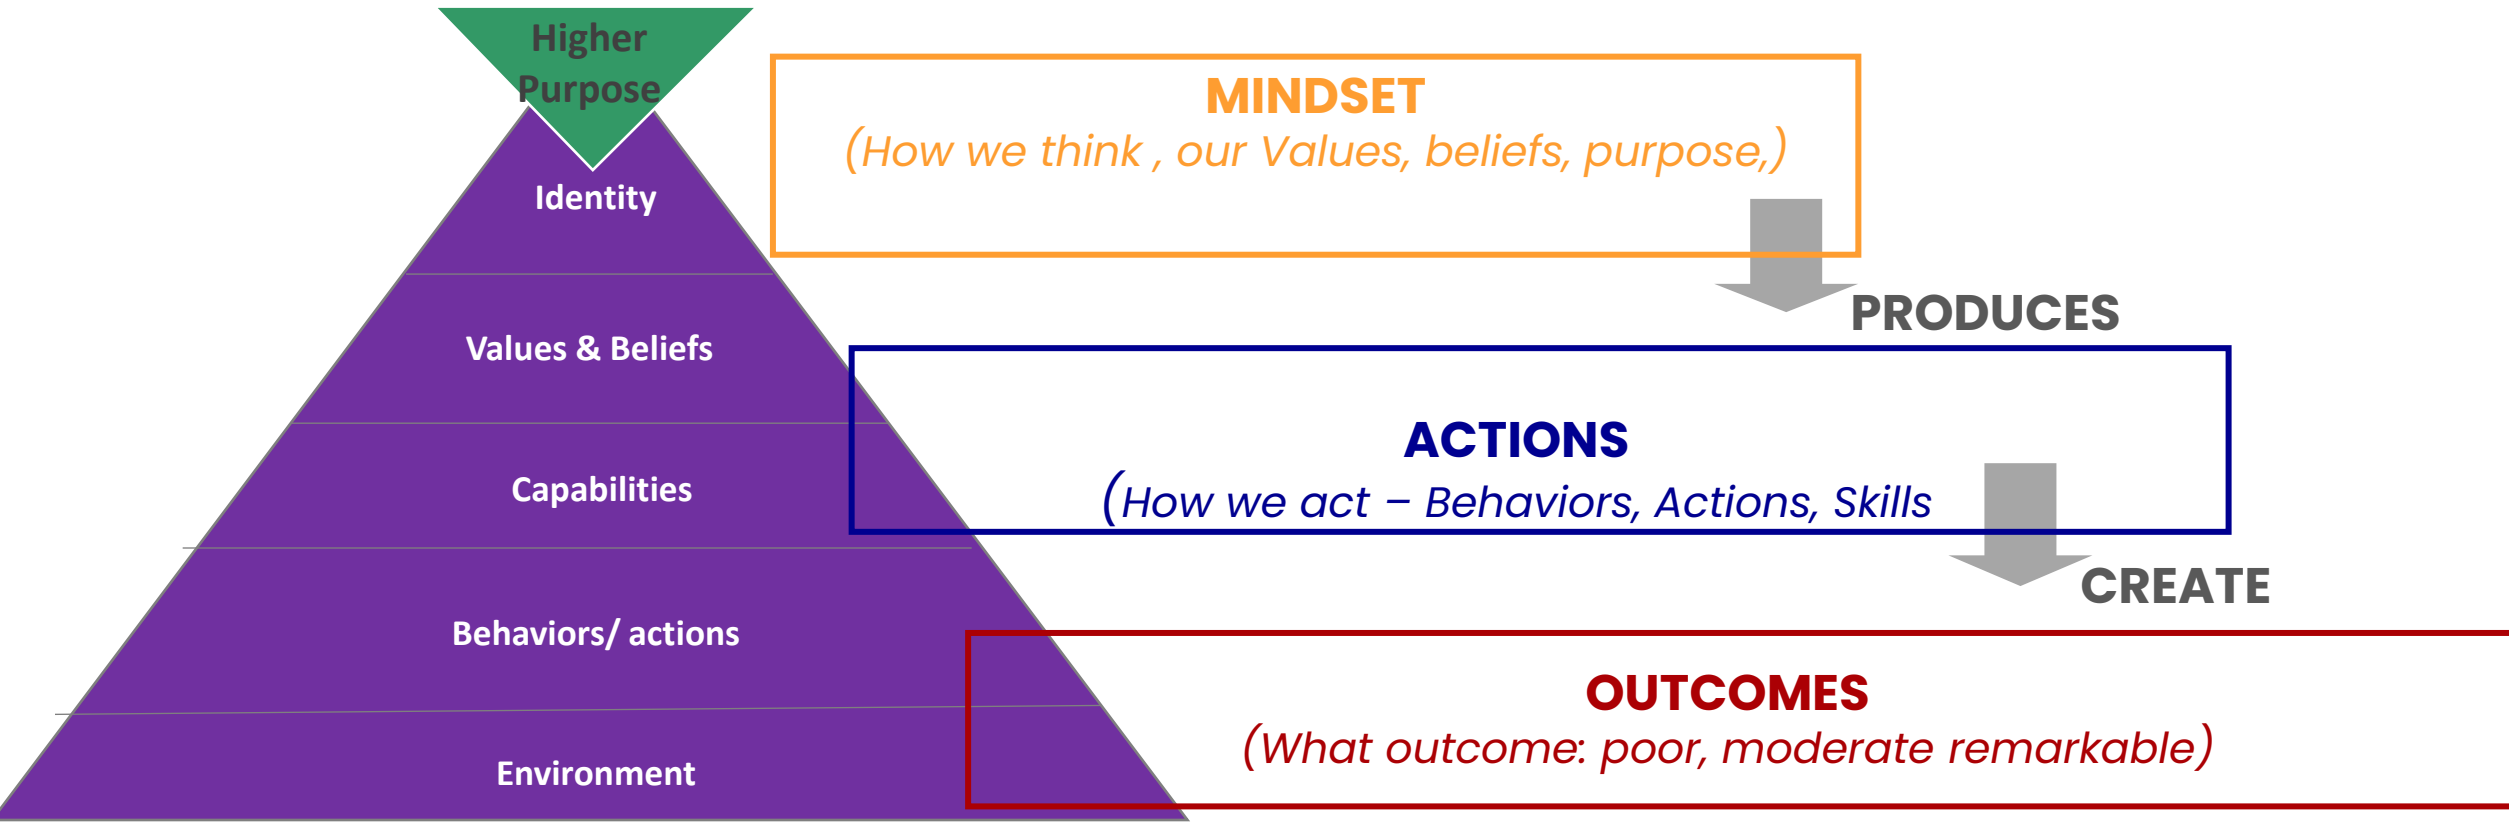 Higher
Purpose
Identity
Values & Beliefs
Capabilities
Behaviors/ actions
Environment
MINDSET
(How we think , our Values, beliefs, purpose,)
PRODUCES
ACTIONS
(How we act – Behaviors, Actions, Skills
CREATE
OUTCOMES
(What outcome: poor, moderate remarkable)